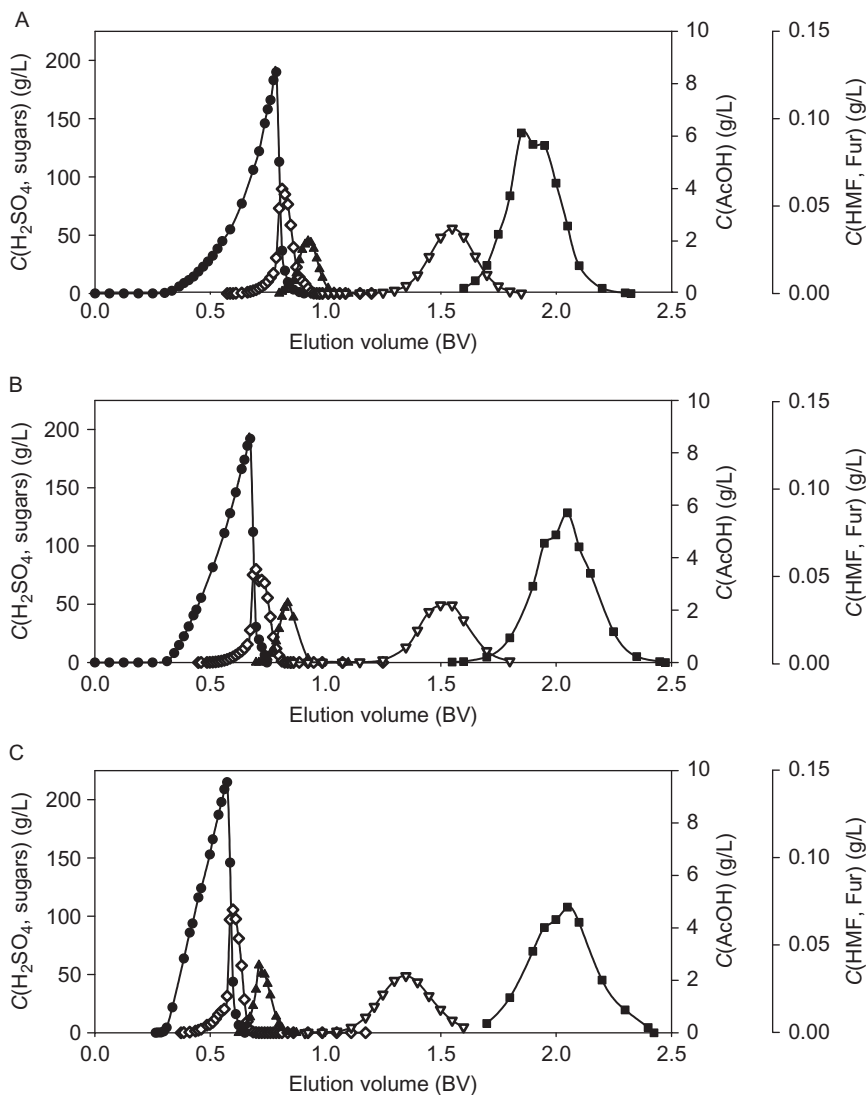 A
C(H₂SO₄, sugars) (g/L)
200
150
100
50
0
0.0 0.5 1.0 1.5 2.0 2.5
Elution volume (BV)
10
8
6
4
2
0
C(AcOH) (g/L)
0.15
0.10
0.05
0.00
C(HMF, Fur) (g/L)
B
C(H₂SO₄, sugars) (g/L)
200
150
100
50
0
0.0 0.5 1.0 1.5 2.0 2.5
Elution volume (BV)
10
8
6
4
2
0
C(AcOH) (g/L)
0.15
0.10
0.05
0.00
C(HMF, Fur) (g/L)
C
C(H₂SO₄, sugars) (g/L)
200
150
100
50
0
0.0 0.5 1.0 1.5 2.0 2.5
Elution volume (BV)
10
8
6
4
2
0
C(AcOH) (g/L)
0.15
0.10
0.05
0.00
C(HMF, Fur) (g/L)